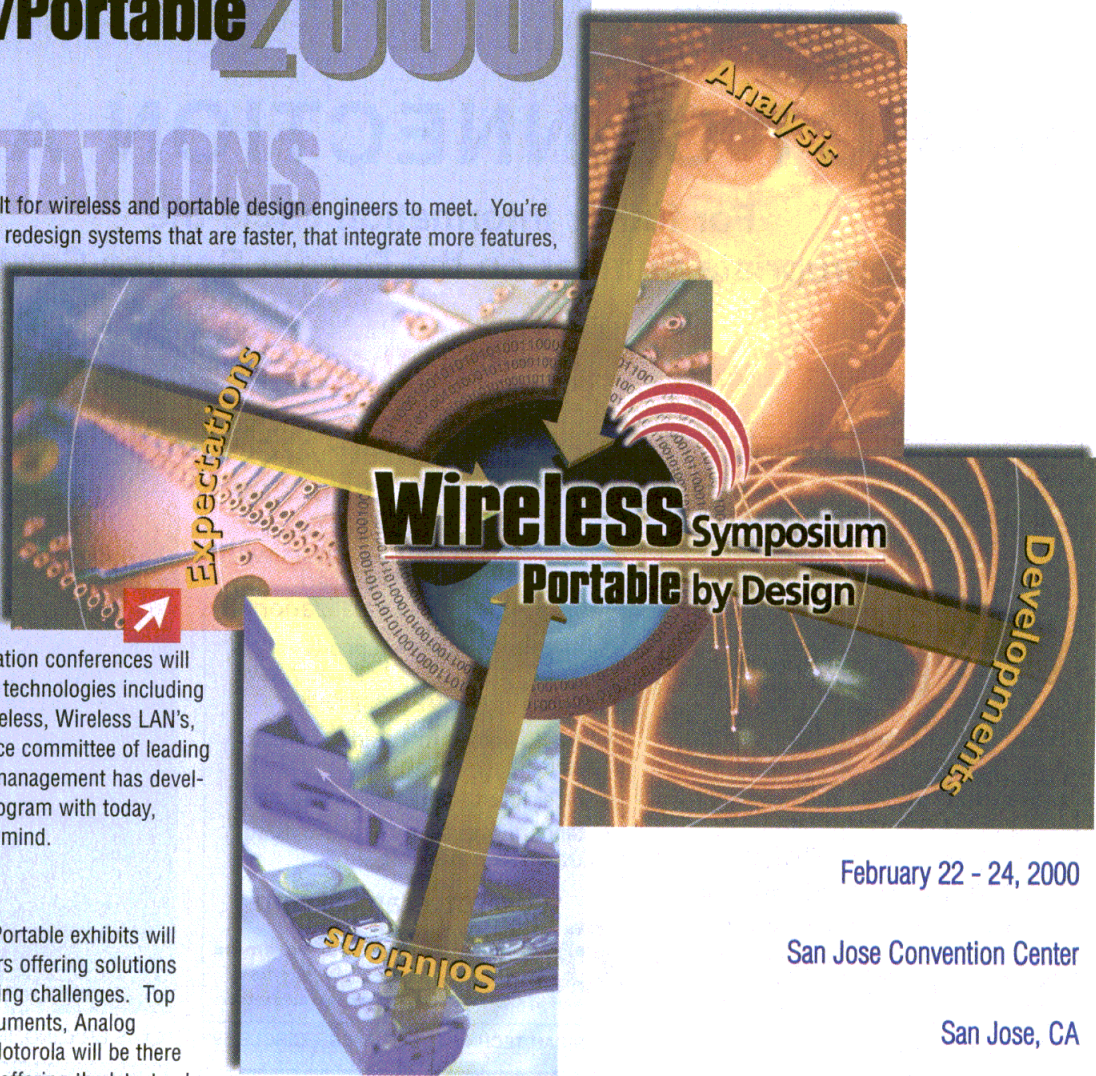 /Portable 2000
TATIONS
lt for wireless and portable design engineers to meet. You're
redesign systems that are faster, that integrate more features,
Analysis
Expectations
Wireless Symposium
Portable by Design
Developments
Solutions
ation conferences will
technologies including
eless, Wireless LAN's,
ce committee of leading
management has devel-
ogram with today,
mind.
Portable exhibits will
rs offering solutions
ing challenges. Top
uments, Analog
Motorola will be there
February 22 - 24, 2000
San Jose Convention Center
San Jose, CA